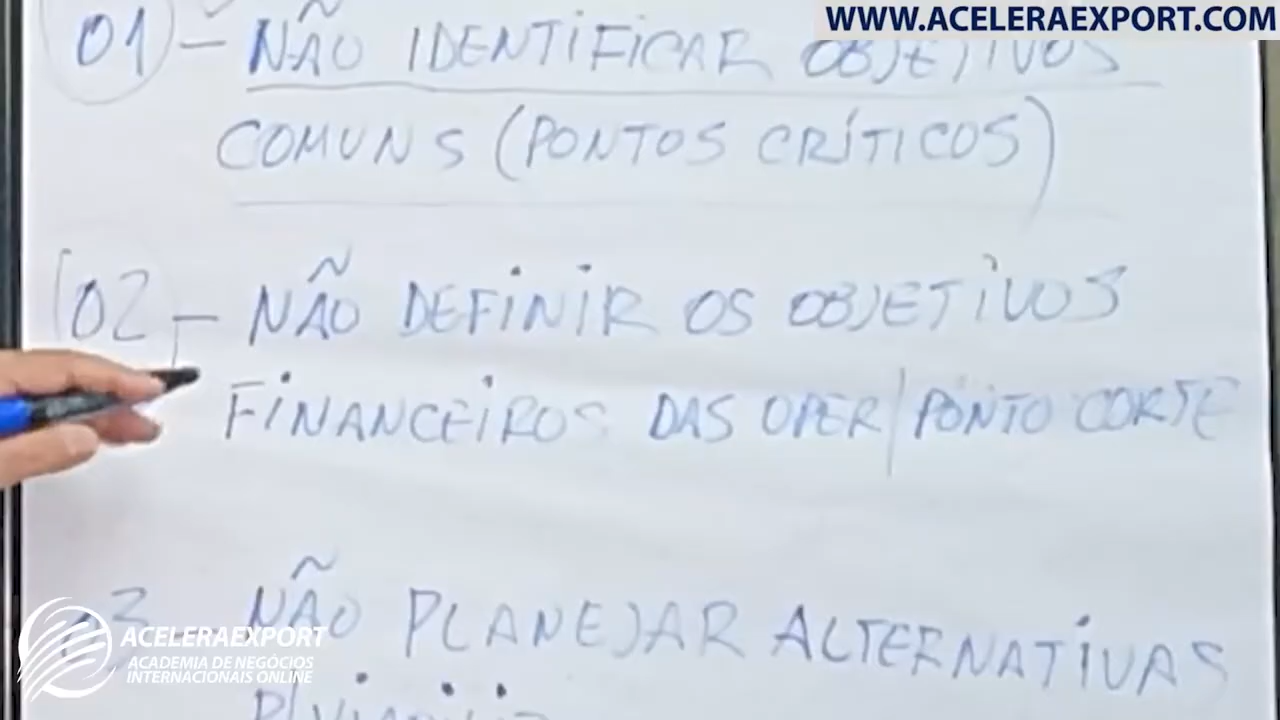 WWW.ACELERAEXPORT.COM
01 - NÃO IDENTIFICAR OBJETIVOS
COMUNS (PONTOS CRÍTICOS)
02 - NÃO DEFINIR OS OBJETIVOS
FINANCEIROS DAS OPER/PONTO CORTE
NÃO PLANEJAR ALTERNATIVAS
ACELERAEXPORT
ACADEMIA DE NEGÓCIOS
INTERNACIONAIS ONLINE